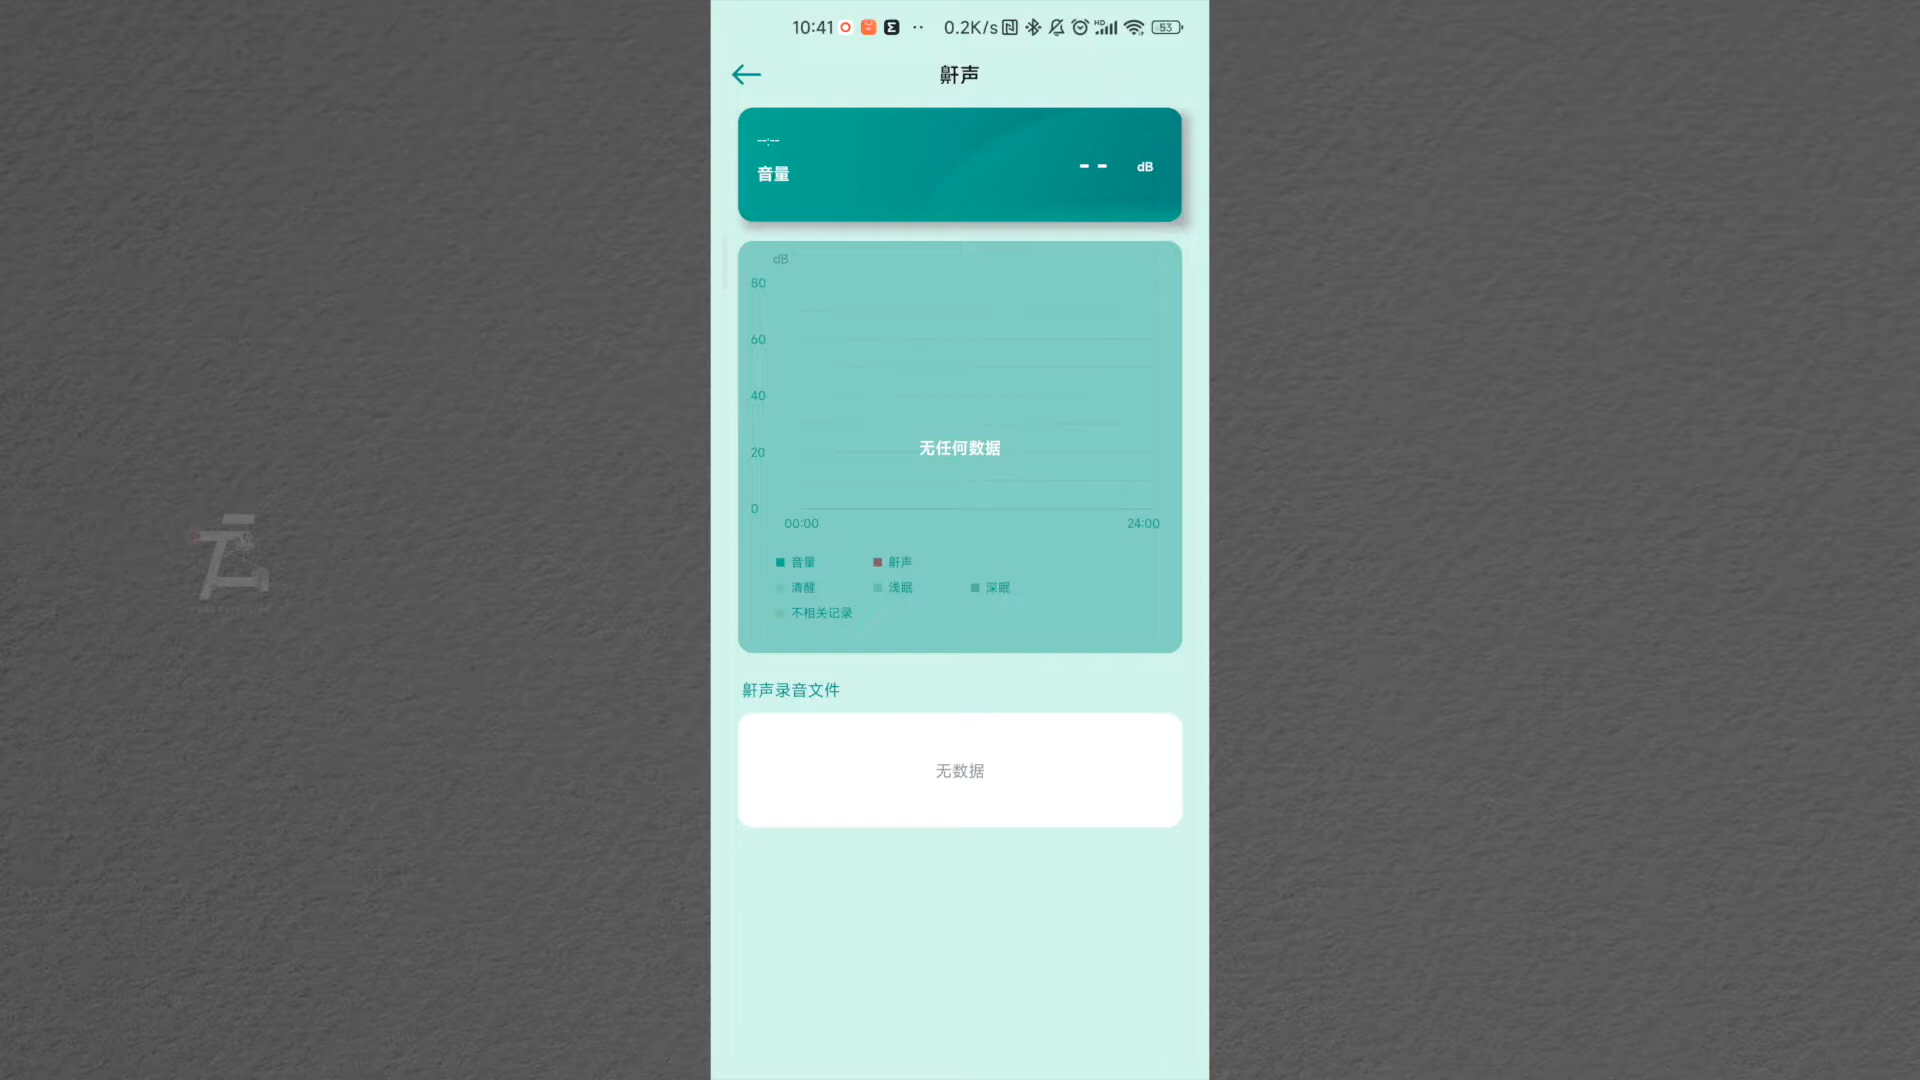 10:41 0.2K/s HD 53
鼾声
--:--
音量
-- dB
dB
80
60
40
20
0
无任何数据
00:00 24:00
音量 鼾声
清醒 浅眠 深眠
不相关记录
鼾声录音文件
无数据